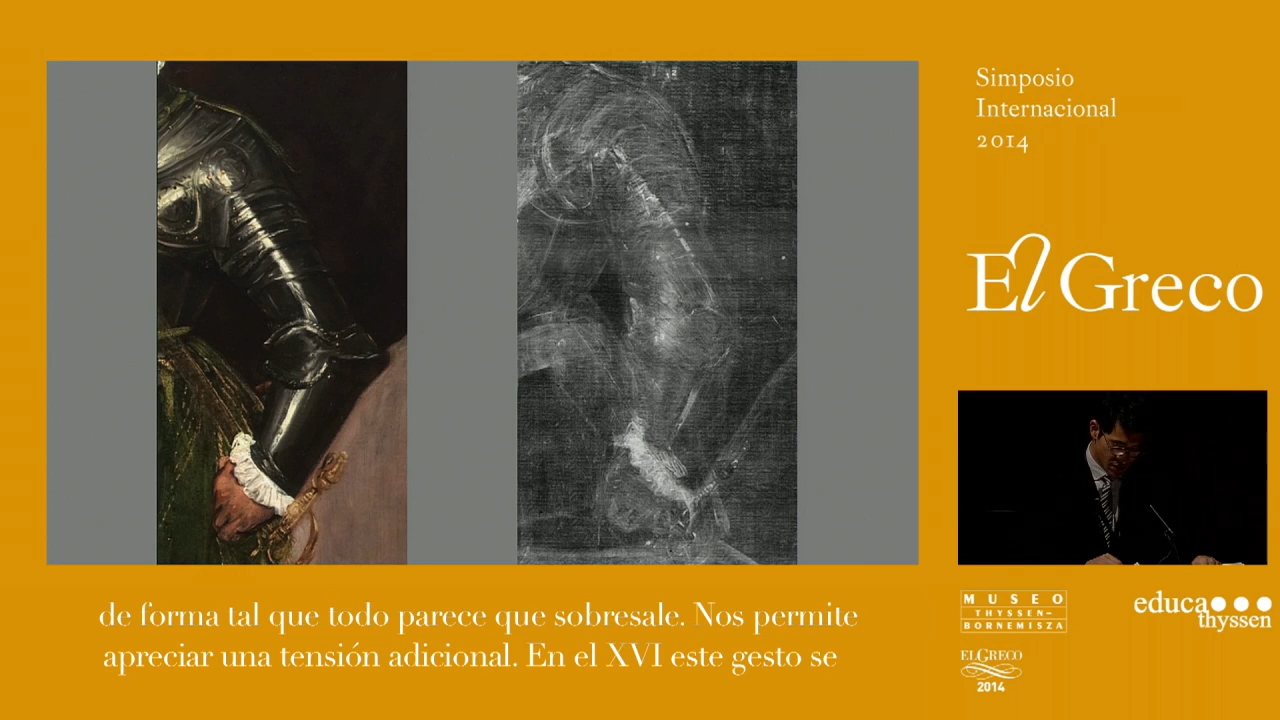 Simposio
Internacional
2014
El Greco
de forma tal que todo parece que sobresale. Nos permite
apreciar una tensión adicional. En el XVI este gesto se
MUSEO
THYSSEN-
BORNEMISZA
educa
thyssen
EL GRECO
2014